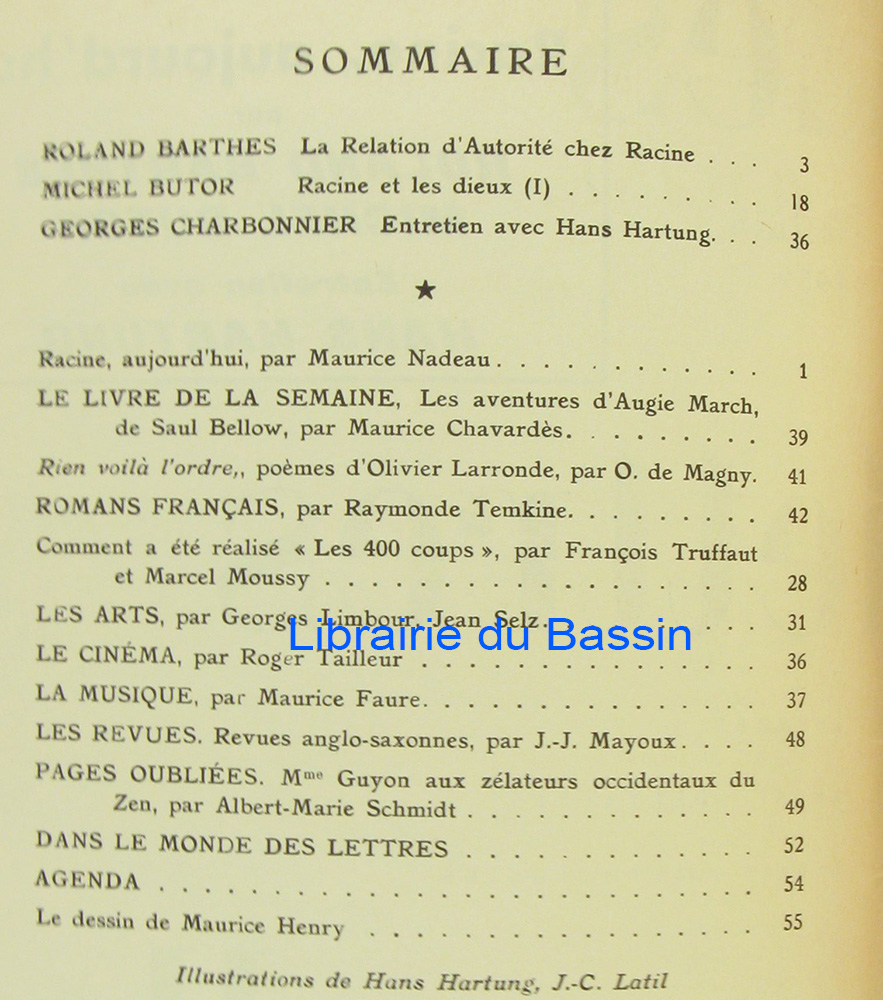 SOMMAIRE
ROLAND BARTHES La Relation d'Autorité chez Racine . . . 3
MICHEL BUTOR Racine et les dieux (I) . . . . . . . . 18
GEORGES CHARBONNIER Entretien avec Hans Hartung. . . 36
★
Racine, aujourd'hui, par Maurice Nadeau . . . . . . . . . . . . 1
LE LIVRE DE LA SEMAINE, Les aventures d'Augie March,
de Saul Bellow, par Maurice Chavardès. . . . . . . . . 39
Rien voilà l'ordre,, poèmes d'Olivier Larronde, par O. de Magny. 41
ROMANS FRANÇAIS, par Raymonde Temkine. . . . . . . . 42
Comment a été réalisé « Les 400 coups », par François Truffaut
et Marcel Moussy . . . . . . . . . . . . . . . . . . 28
LES ARTS, par Georges Limbour, Jean Selz. . . . . . . . . 31
Librairie du Bassin
LE CINÉMA, par Roger Tailleur . . . . . . . . . . . . . . 36
LA MUSIQUE, par Maurice Faure. . . . . . . . . . . . . . 37
LES REVUES. Revues anglo-saxonnes, par J.-J. Mayoux . . . . 48
PAGES OUBLIÉES. Mme Guyon aux zélateurs occidentaux du
Zen, par Albert-Marie Schmidt . . . . . . . . . . . . 49
DANS LE MONDE DES LETTRES . . . . . . . . . . . . 52
AGENDA . . . . . . . . . . . . . . . . . . . . . . . . . 54
Le dessin de Maurice Henry . . . . . . . . . . . . . . . . 55
Illustrations de Hans Hartung, J.-C. Latil